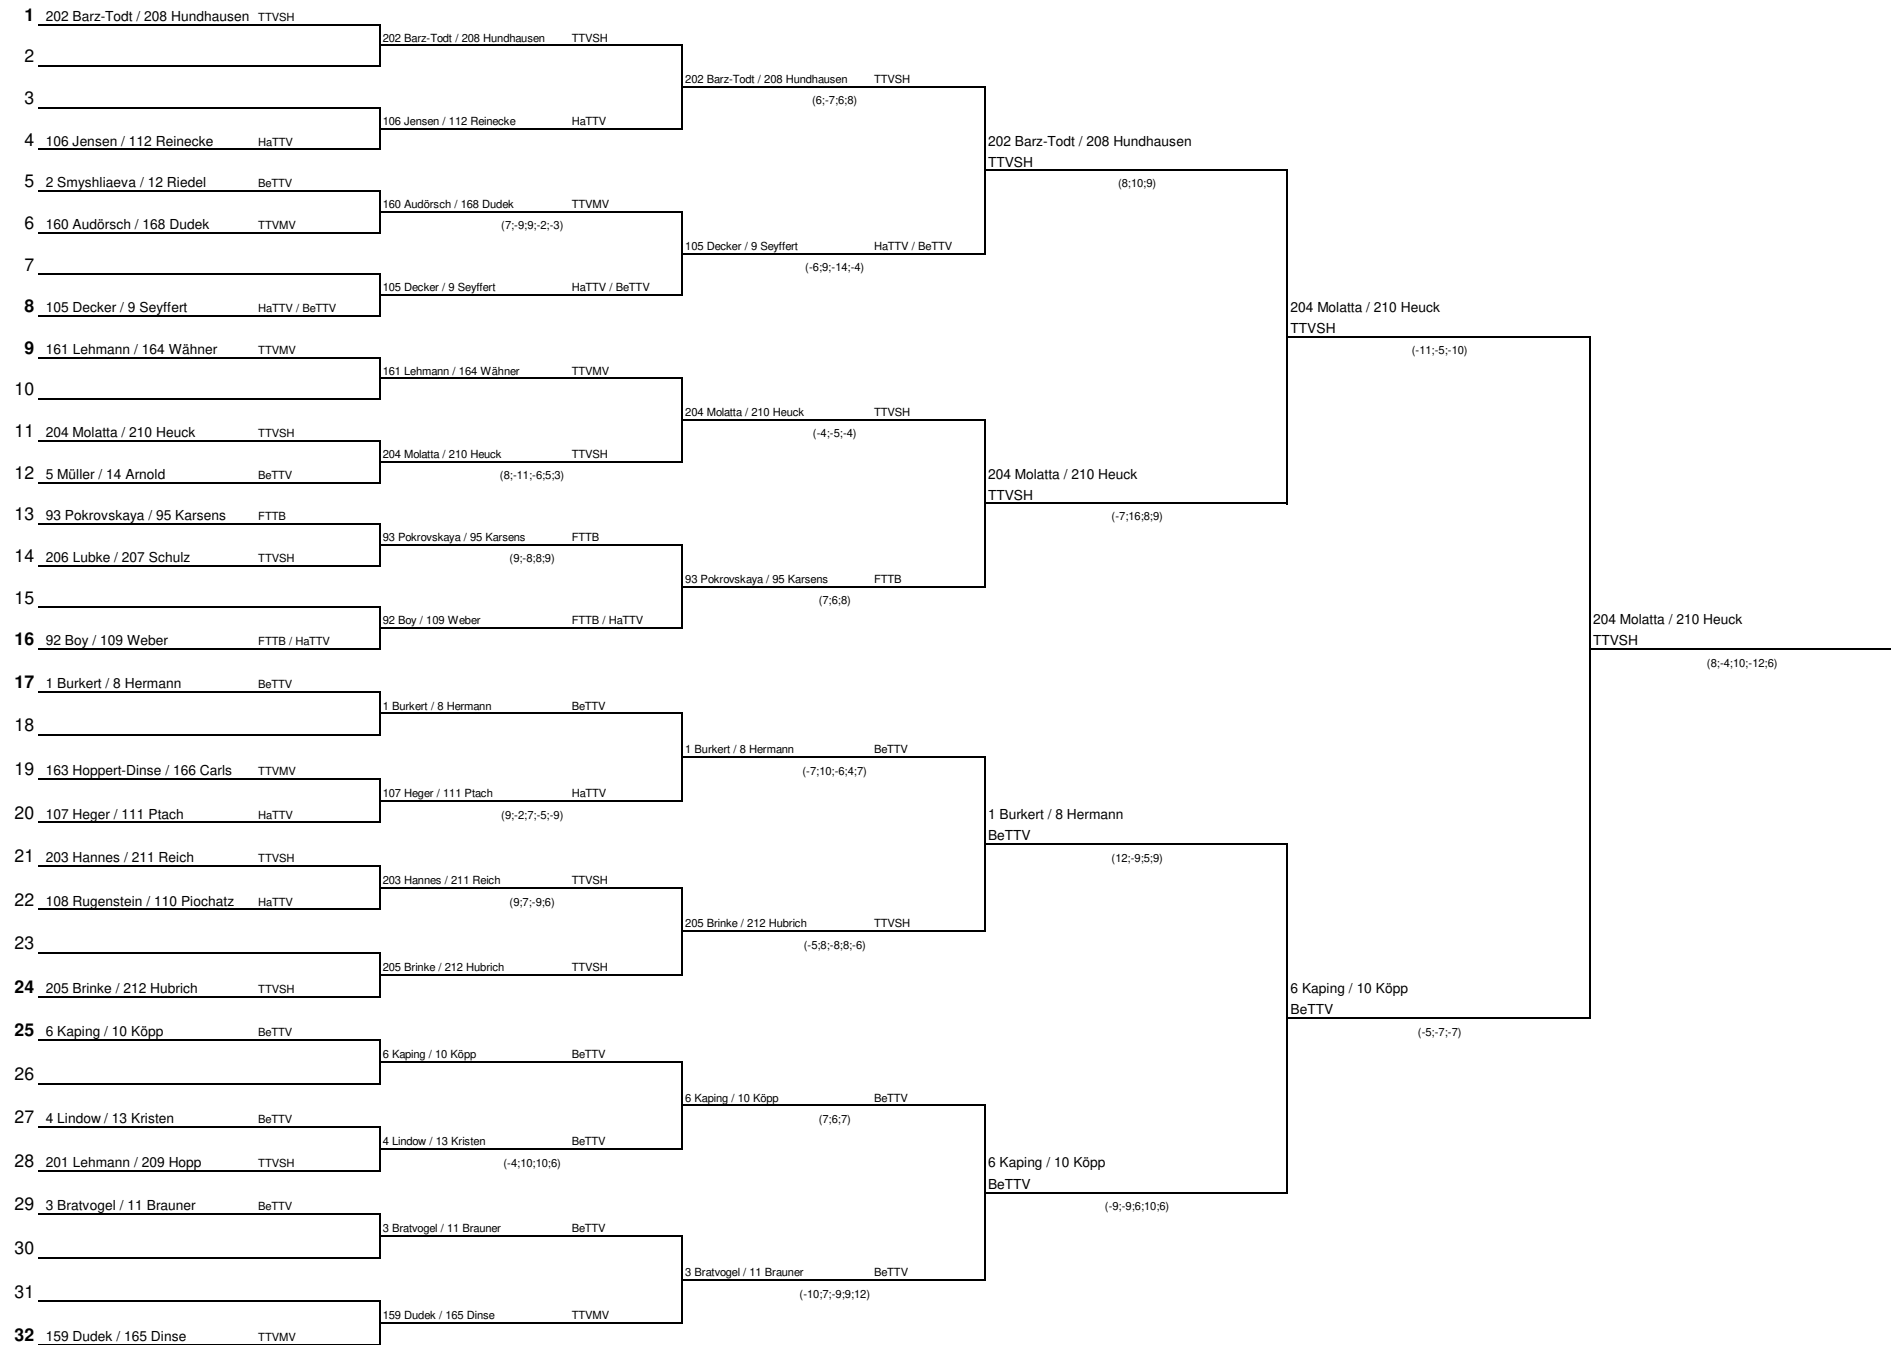 1 202 Barz-Todt / 208 Hundhausen TTVSH
202 Barz-Todt / 208 Hundhausen TTVSH
2
202 Barz-Todt / 208 Hundhausen TTVSH
3
(6;-7;6;8)
106 Jensen / 112 Reinecke HaTTV
4 106 Jensen / 112 Reinecke HaTTV
202 Barz-Todt / 208 Hundhausen
TTVSH
5 2 Smyshliaeva / 12 Riedel BeTTV
(8;10;9)
160 Audörsch / 168 Dudek TTVMV
6 160 Audörsch / 168 Dudek TTVMV
(7;-9;9;-2;-3)
105 Decker / 9 Seyffert HaTTV / BeTTV
7
(-6;9;-14;-4)
105 Decker / 9 Seyffert HaTTV / BeTTV
8 105 Decker / 9 Seyffert HaTTV / BeTTV
204 Molatta / 210 Heuck
TTVSH
9 161 Lehmann / 164 Wähner TTVMV
(-11;-5;-10)
161 Lehmann / 164 Wähner TTVMV
10
204 Molatta / 210 Heuck TTVSH
11 204 Molatta / 210 Heuck TTVSH
(-4;-5;-4)
204 Molatta / 210 Heuck TTVSH
12 5 Müller / 14 Arnold BeTTV
(8;-11;-6;5;3)
204 Molatta / 210 Heuck
TTVSH
13 93 Pokrovskaya / 95 Karsens FTTB
(-7;16;8;9)
93 Pokrovskaya / 95 Karsens FTTB
14 206 Lubke / 207 Schulz TTVSH
(9;-8;8;9)
93 Pokrovskaya / 95 Karsens FTTB
15
(7;6;8)
92 Boy / 109 Weber FTTB / HaTTV
204 Molatta / 210 Heuck
16 92 Boy / 109 Weber FTTB / HaTTV
TTVSH
(8;-4;10;-12;6)
17 1 Burkert / 8 Hermann BeTTV
1 Burkert / 8 Hermann BeTTV
18
1 Burkert / 8 Hermann BeTTV
19 163 Hoppert-Dinse / 166 Carls TTVMV
(-7;10;-6;4;7)
107 Heger / 111 Ptach HaTTV
20 107 Heger / 111 Ptach HaTTV
(9;-2;7;-5;-9)
1 Burkert / 8 Hermann
BeTTV
21 203 Hannes / 211 Reich TTVSH
(12;-9;5;9)
203 Hannes / 211 Reich TTVSH
22 108 Rugenstein / 110 Piochatz HaTTV
(9;7;-9;6)
205 Brinke / 212 Hubrich TTVSH
23
(-5;8;-8;8;-6)
205 Brinke / 212 Hubrich TTVSH
24 205 Brinke / 212 Hubrich TTVSH
6 Kaping / 10 Köpp
BeTTV
25 6 Kaping / 10 Köpp BeTTV
(-5;-7;-7)
6 Kaping / 10 Köpp BeTTV
26
6 Kaping / 10 Köpp BeTTV
27 4 Lindow / 13 Kristen BeTTV
(7;6;7)
4 Lindow / 13 Kristen BeTTV
28 201 Lehmann / 209 Hopp TTVSH
(-4;10;10;6)
6 Kaping / 10 Köpp
BeTTV
29 3 Bratvogel / 11 Brauner BeTTV
(-9;-9;6;10;6)
3 Bratvogel / 11 Brauner BeTTV
30
3 Bratvogel / 11 Brauner BeTTV
31
(-10;7;-9;9;12)
159 Dudek / 165 Dinse TTVMV
32 159 Dudek / 165 Dinse TTVMV